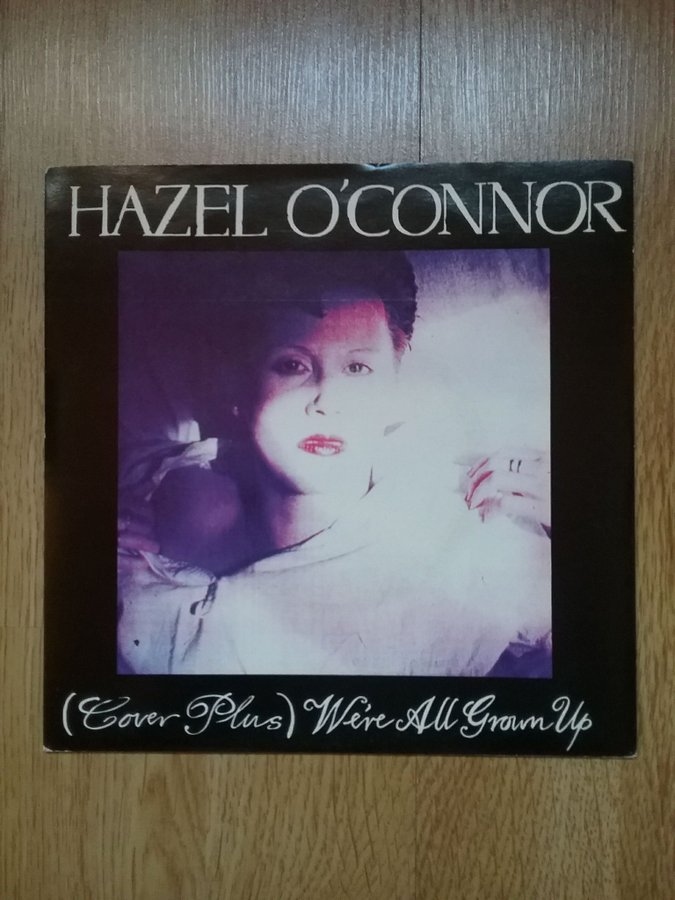 HAZEL O'CONNOR
(Cover Plus) We're All Grown Up